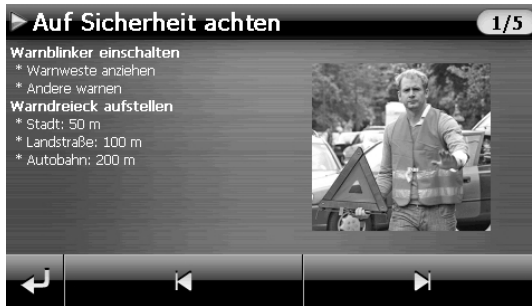 Auf Sicherheit achten
1/5
Warnblinker einschalten
* Warnweste anziehen
* Andere warnen
Warndreieck aufstellen
* Stadt: 50 m
* Landstraße: 100 m
* Autobahn: 200 m